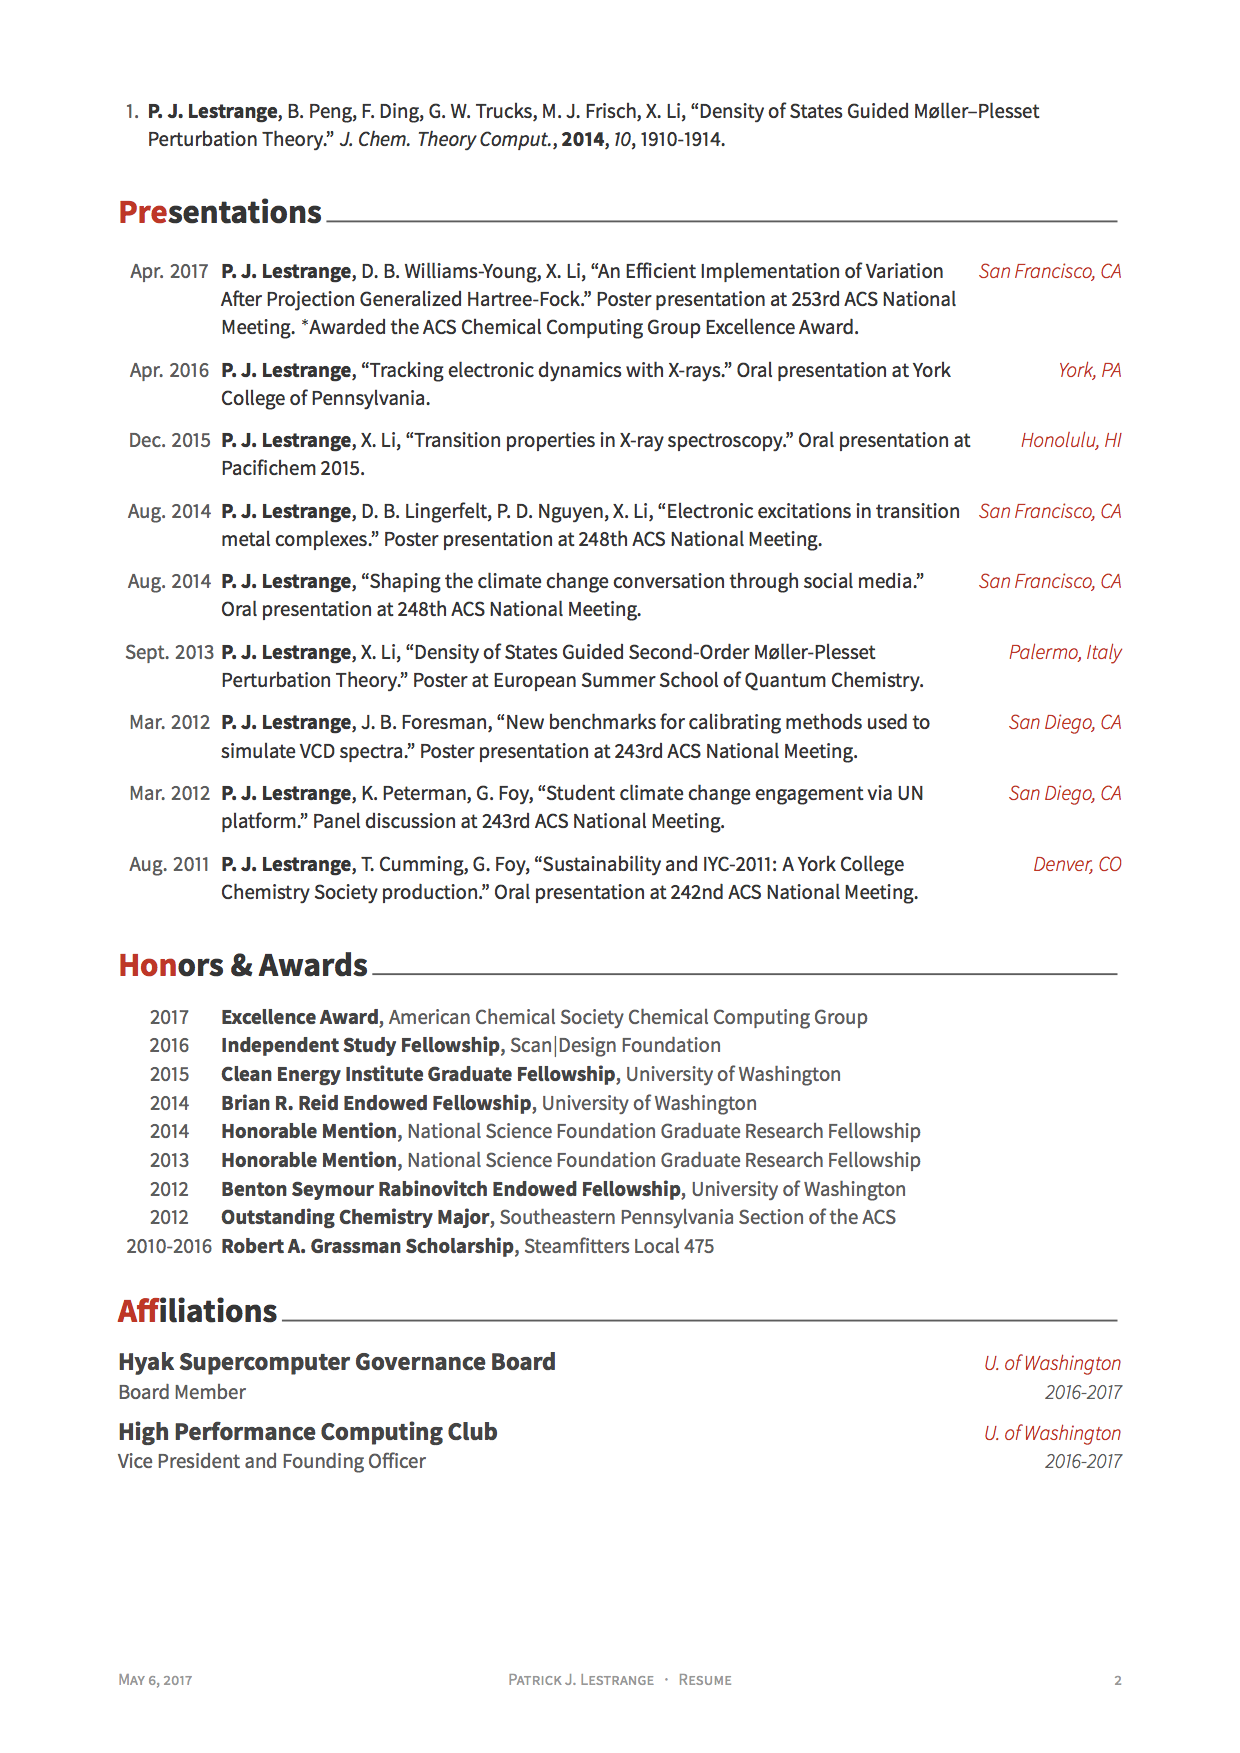 1. P. J. Lestrange, B. Peng, F. Ding, G. W. Trucks, M. J. Frisch, X. Li, “Density of States Guided Møller–Plesset
Perturbation Theory.” J. Chem. Theory Comput., 2014, 10, 1910-1914.
Presentations
Apr. 2017 P. J. Lestrange, D. B. Williams-Young, X. Li, “An Efficient Implementation of Variation San Francisco, CA
After Projection Generalized Hartree-Fock.” Poster presentation at 253rd ACS National
Meeting. *Awarded the ACS Chemical Computing Group Excellence Award.
Apr. 2016 P. J. Lestrange, “Tracking electronic dynamics with X-rays.” Oral presentation at York York, PA
College of Pennsylvania.
Dec. 2015 P. J. Lestrange, X. Li, “Transition properties in X-ray spectroscopy.” Oral presentation at Honolulu, HI
Pacifichem 2015.
Aug. 2014 P. J. Lestrange, D. B. Lingerfelt, P. D. Nguyen, X. Li, “Electronic excitations in transition San Francisco, CA
metal complexes.” Poster presentation at 248th ACS National Meeting.
Aug. 2014 P. J. Lestrange, “Shaping the climate change conversation through social media.” San Francisco, CA
Oral presentation at 248th ACS National Meeting.
Sept. 2013 P. J. Lestrange, X. Li, “Density of States Guided Second-Order Møller-Plesset Palermo, Italy
Perturbation Theory.” Poster at European Summer School of Quantum Chemistry.
Mar. 2012 P. J. Lestrange, J. B. Foresman, “New benchmarks for calibrating methods used to San Diego, CA
simulate VCD spectra.” Poster presentation at 243rd ACS National Meeting.
Mar. 2012 P. J. Lestrange, K. Peterman, G. Foy, “Student climate change engagement via UN San Diego, CA
platform.” Panel discussion at 243rd ACS National Meeting.
Aug. 2011 P. J. Lestrange, T. Cumming, G. Foy, “Sustainability and IYC-2011: A York College Denver, CO
Chemistry Society production.” Oral presentation at 242nd ACS National Meeting.
Honors & Awards
2017 Excellence Award, American Chemical Society Chemical Computing Group
2016 Independent Study Fellowship, Scan|Design Foundation
2015 Clean Energy Institute Graduate Fellowship, University of Washington
2014 Brian R. Reid Endowed Fellowship, University of Washington
2014 Honorable Mention, National Science Foundation Graduate Research Fellowship
2013 Honorable Mention, National Science Foundation Graduate Research Fellowship
2012 Benton Seymour Rabinovitch Endowed Fellowship, University of Washington
2012 Outstanding Chemistry Major, Southeastern Pennsylvania Section of the ACS
2010-2016 Robert A. Grassman Scholarship, Steamfitters Local 475
Affiliations
Hyak Supercomputer Governance Board U. of Washington
Board Member 2016-2017
High Performance Computing Club U. of Washington
Vice President and Founding Officer 2016-2017
May 6, 2017 Patrick J. Lestrange · Resume 2